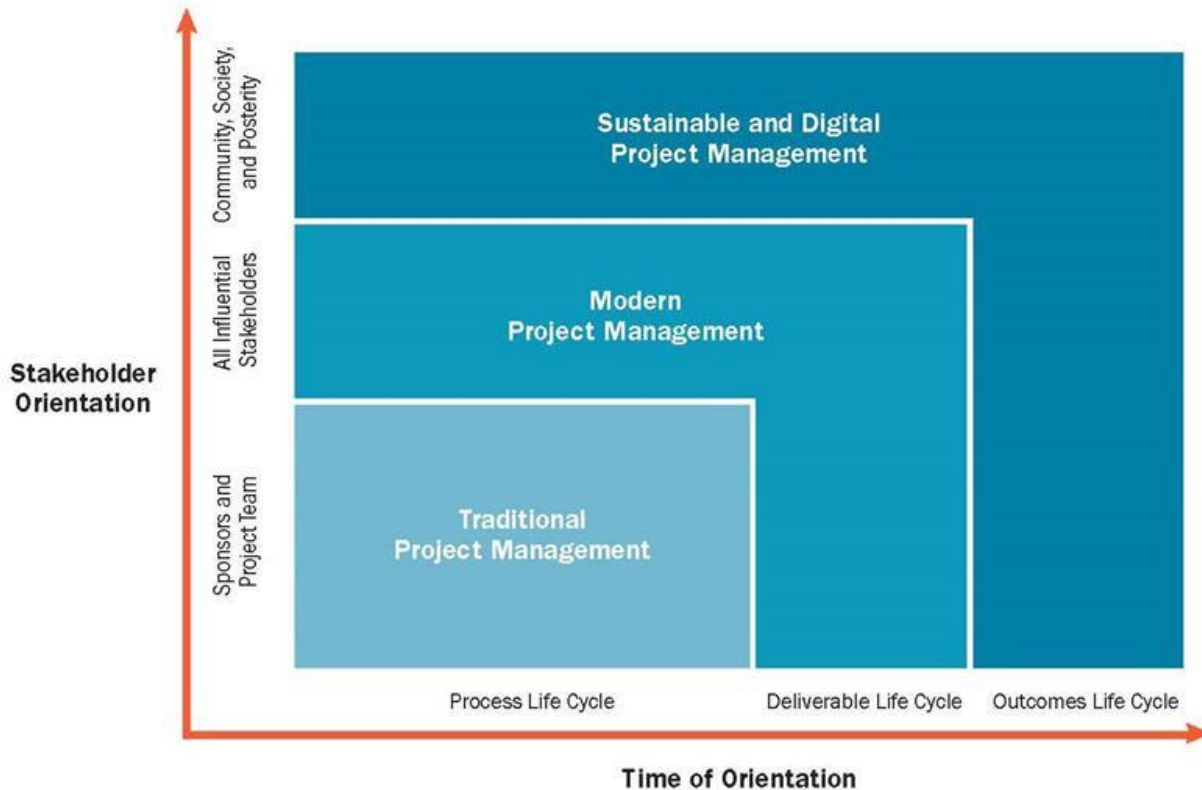 Community, Society,
and Posterity
Sustainable and Digital
Project Management
All Influential
Stakeholders
Modern
Project Management
Stakeholder
Orientation
Sponsors and
Project Team
Traditional
Project Management
Process Life Cycle
Deliverable Life Cycle
Outcomes Life Cycle
Time of Orientation